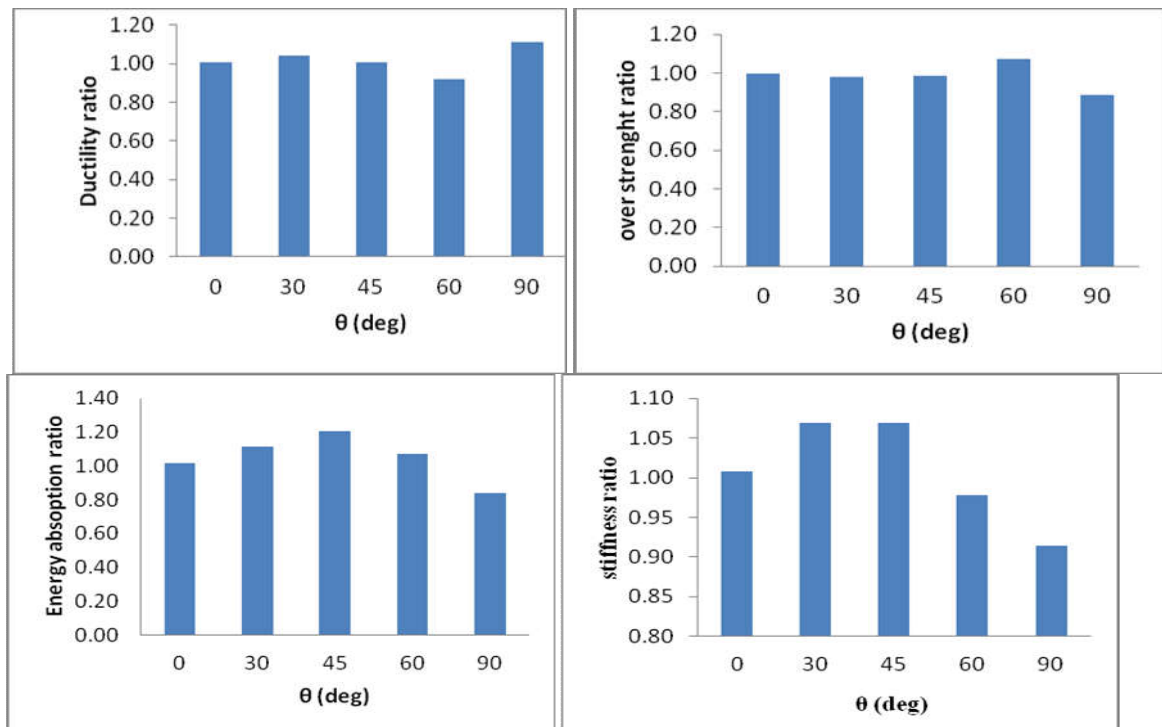 Ductility ratio
1.20
1.00
0.80
0.60
0.40
0.20
0.00
0 30 45 60 90
θ (deg)
over strenght ratio
1.20
1.00
0.80
0.60
0.40
0.20
0.00
0 30 45 60 90
θ (deg)
Energy absoption ratio
1.40
1.20
1.00
0.80
0.60
0.40
0.20
0.00
0 30 45 60 90
θ (deg)
stiffness ratio
1.10
1.05
1.00
0.95
0.90
0.85
0.80
0 30 45 60 90
θ (deg)